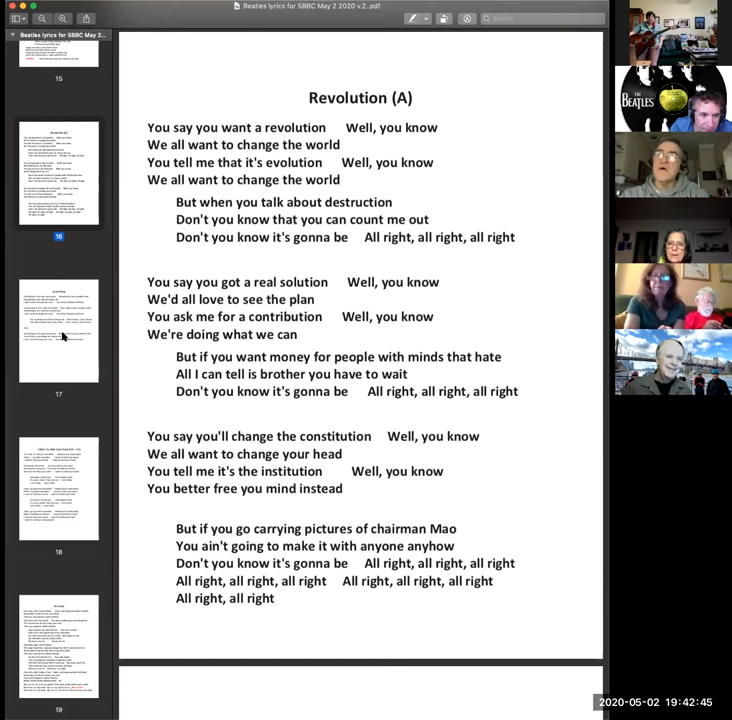 Beatles lyrics for 5BBC May 2 2020 v.2...pdf
Search
Beatles lyrics for 5BBC May 2...
15
16
17
18
19
Revolution (A)
You say you want a revolution Well, you know
We all want to change the world
You tell me that it's evolution Well, you know
We all want to change the world
But when you talk about destruction
Don't you know that you can count me out
Don't you know it's gonna be All right, all right, all right
You say you got a real solution Well, you know
We'd all love to see the plan
You ask me for a contribution Well, you know
We're doing what we can
But if you want money for people with minds that hate
All I can tell is brother you have to wait
Don't you know it's gonna be All right, all right, all right
You say you'll change the constitution Well, you know
We all want to change your head
You tell me it's the institution Well, you know
You better free you mind instead
But if you go carrying pictures of chairman Mao
You ain't going to make it with anyone anyhow
Don't you know it's gonna be All right, all right, all right
All right, all right, all right All right, all right, all right
All right, all right
THE BEATLES
2020-05-02 19:42:45